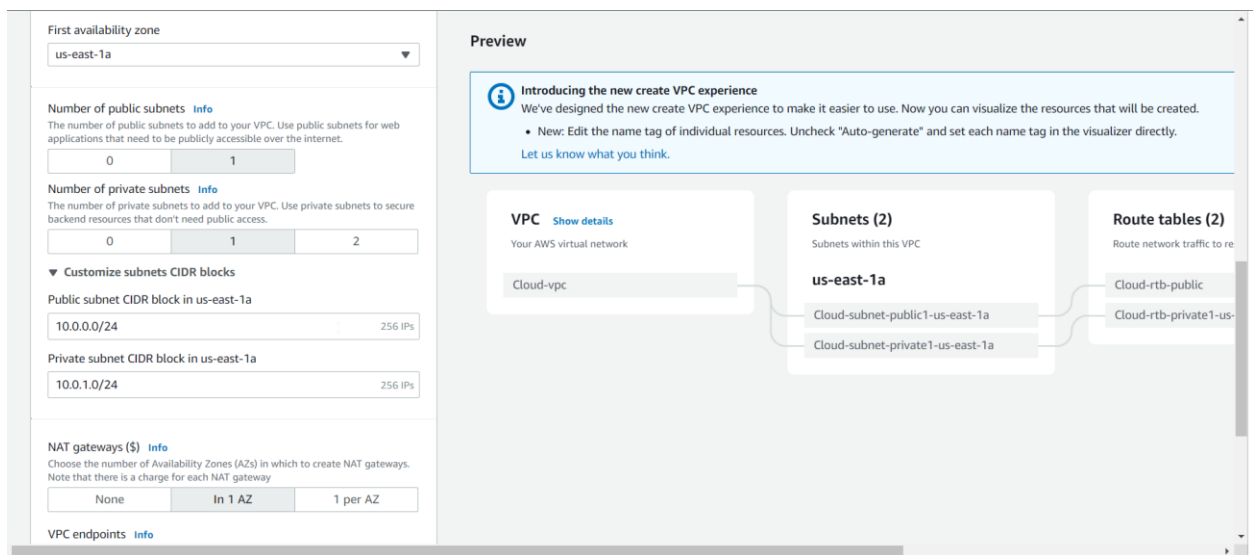 First availability zone
us-east-1a
Number of public subnets Info
The number of public subnets to add to your VPC. Use public subnets for web
applications that need to be publicly accessible over the internet.
0 1
Number of private subnets Info
The number of private subnets to add to your VPC. Use private subnets to secure
backend resources that don't need public access.
0 1 2
Customize subnets CIDR blocks
Public subnet CIDR block in us-east-1a
10.0.0.0/24 256 IPs
Private subnet CIDR block in us-east-1a
10.0.1.0/24 256 IPs
NAT gateways ($) Info
Choose the number of Availability Zones (AZs) in which to create NAT gateways.
Note that there is a charge for each NAT gateway
None In 1 AZ 1 per AZ
VPC endpoints Info
Preview
Introducing the new create VPC experience
We've designed the new create VPC experience to make it easier to use. Now you can visualize the resources that will be created.
• New: Edit the name tag of individual resources. Uncheck "Auto-generate" and set each name tag in the visualizer directly.
Let us know what you think.
VPC Show details
Your AWS virtual network
Cloud-vpc
Subnets (2)
Subnets within this VPC
us-east-1a
Cloud-subnet-public1-us-east-1a
Cloud-subnet-private1-us-east-1a
Route tables (2)
Route network traffic to re
Cloud-rtb-public
Cloud-rtb-private1-us-